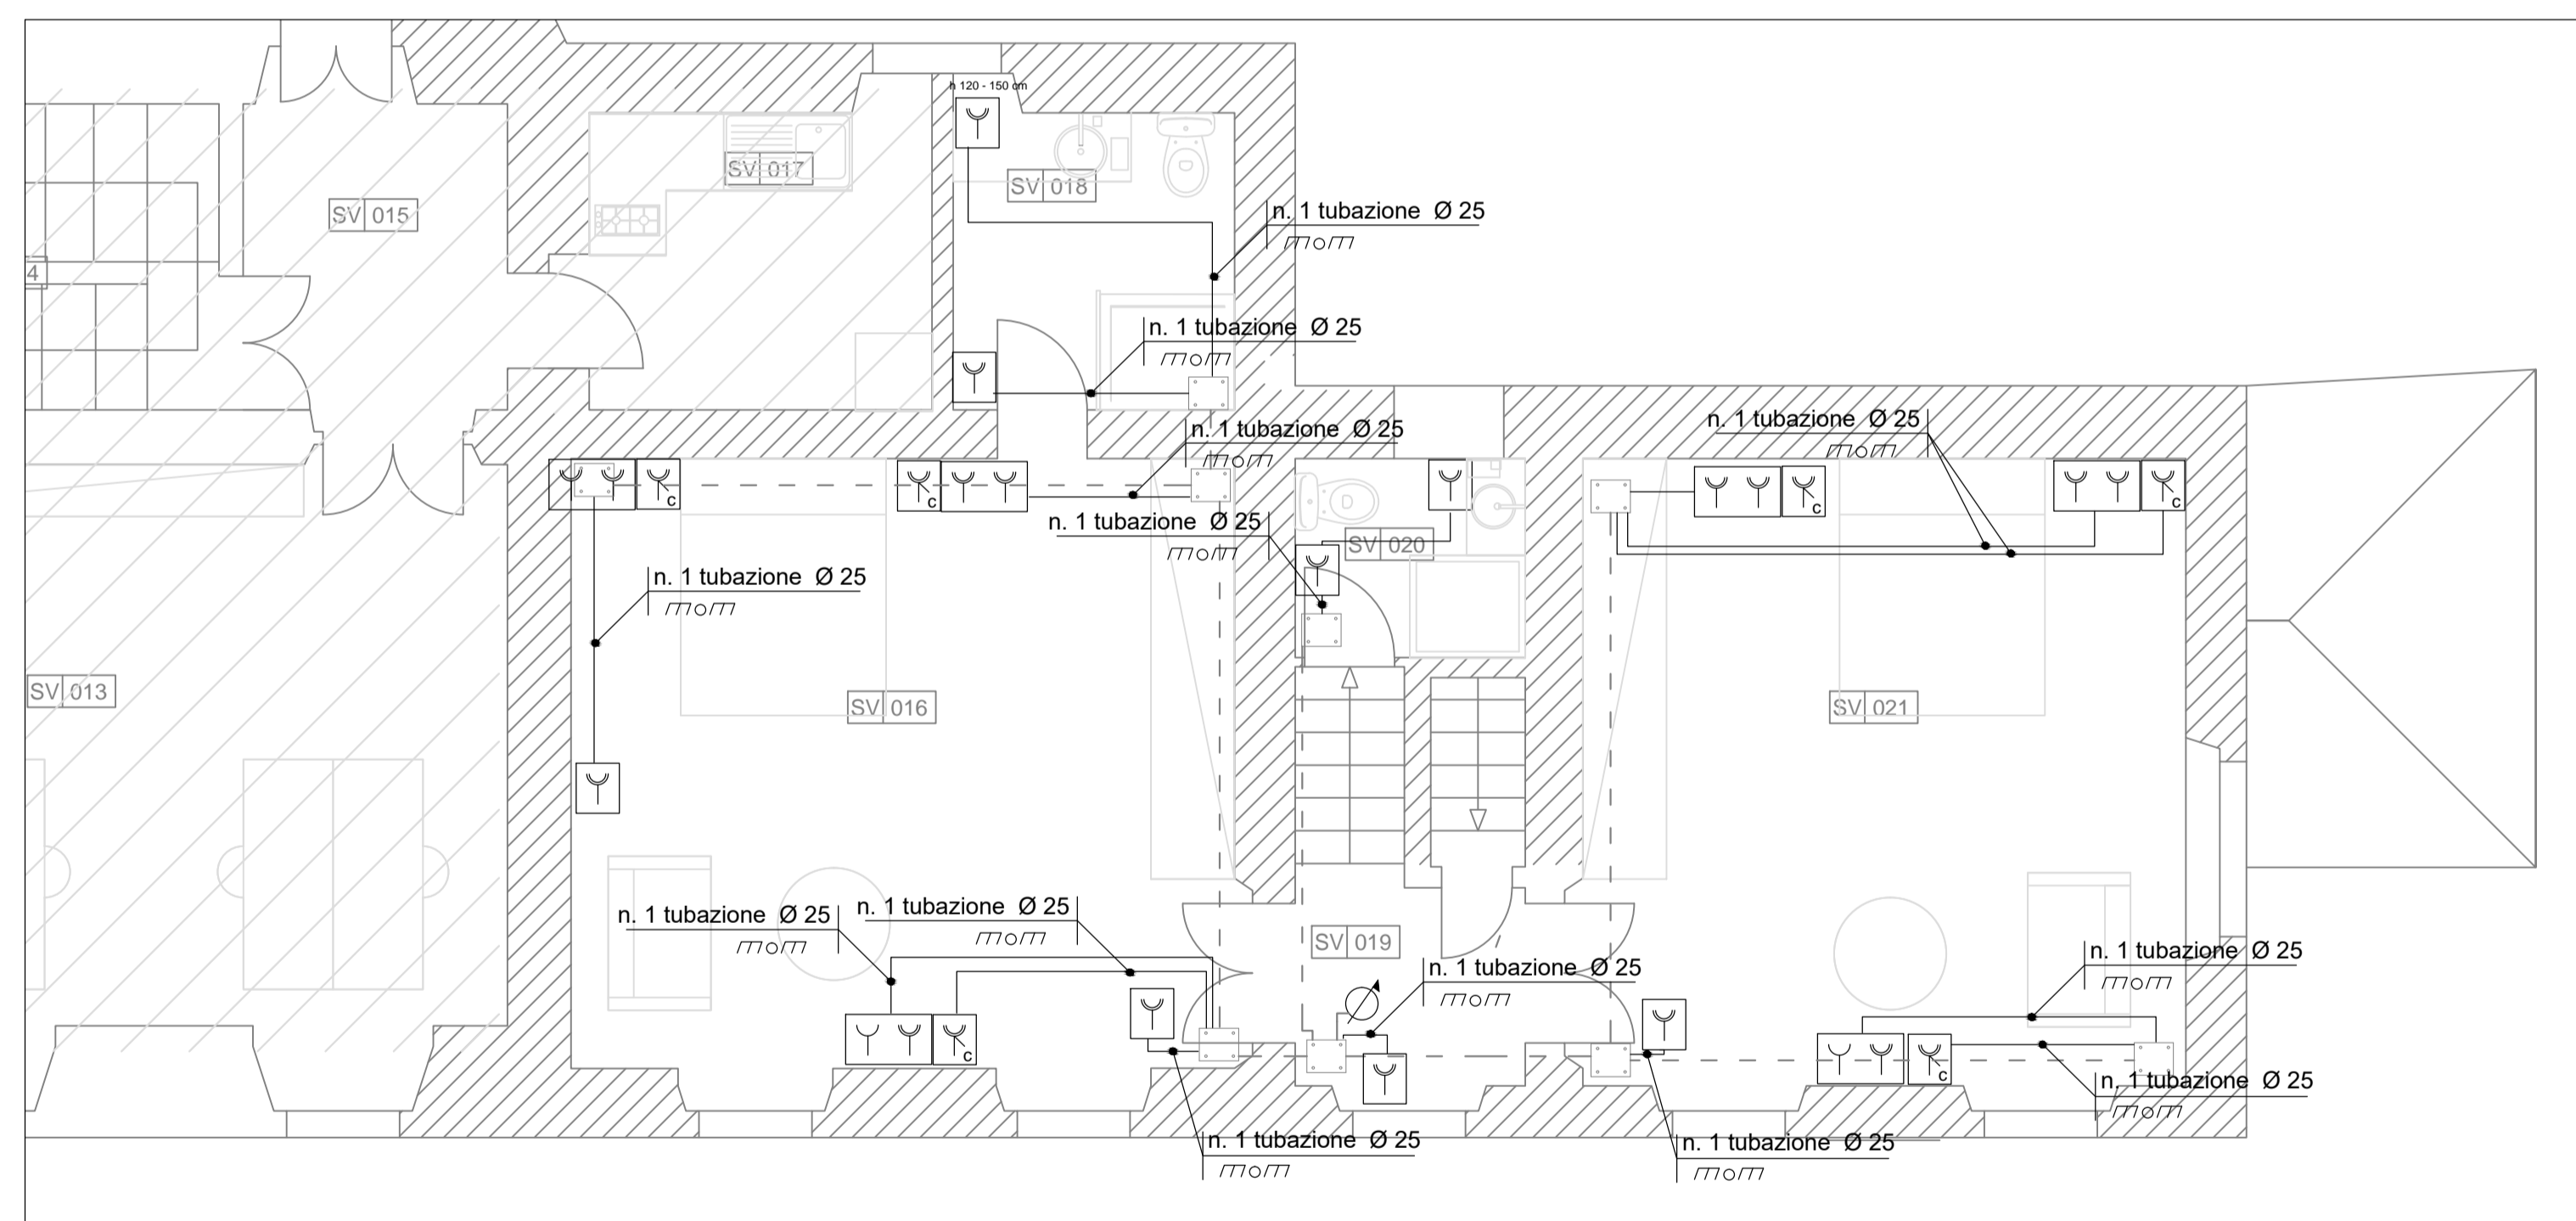 h 120 - 150 cm
SV 017
SV 018
SV 015
n. 1 tubazione Ø 25
4
n. 1 tubazione Ø 25
n. 1 tubazione Ø 25
n. 1 tubazione Ø 25
C
C
C
C
n. 1 tubazione Ø 25
SV 020
n. 1 tubazione Ø 25
SV 013
SV 016
SV 021
n. 1 tubazione Ø 25
n. 1 tubazione Ø 25
SV 019
n. 1 tubazione Ø 25
n. 1 tubazione Ø 25
C
C
n. 1 tubazione Ø 25
n. 1 tubazione Ø 25
n. 1 tubazione Ø 25